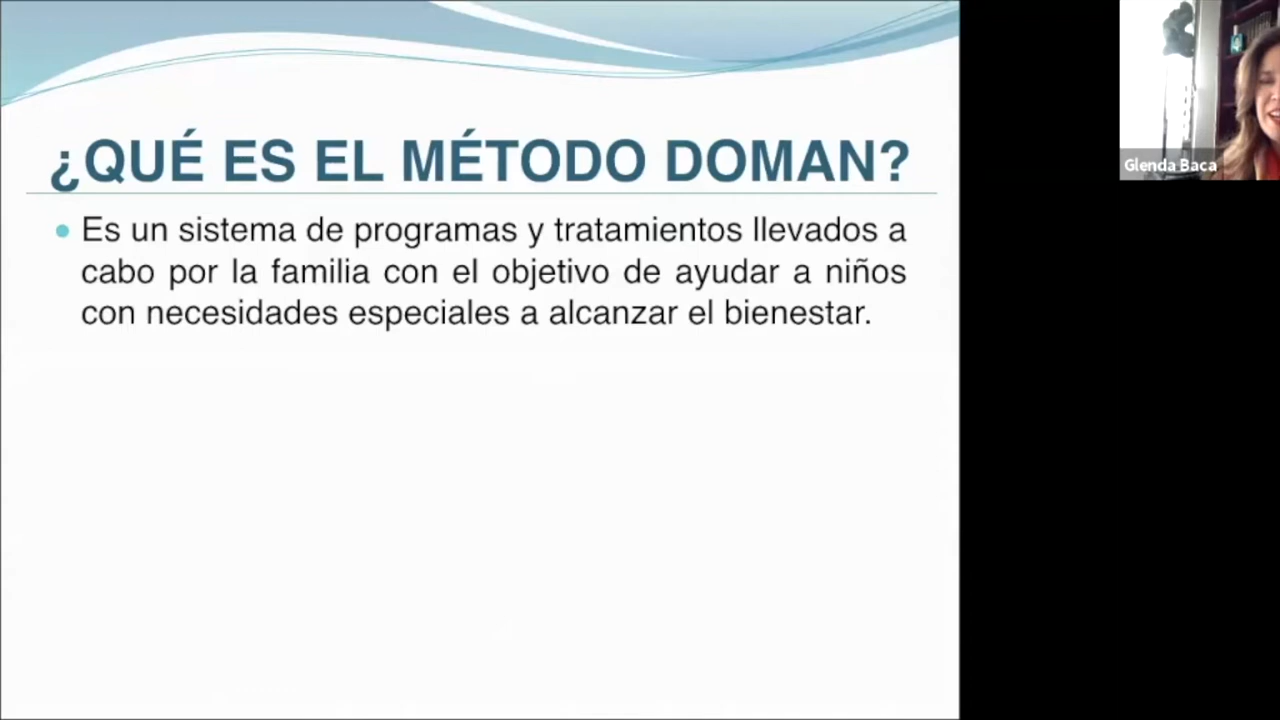 ¿QUÉ ES EL MÉTODO DOMAN?
Es un sistema de programas y tratamientos llevados a
cabo por la familia con el objetivo de ayudar a niños
con necesidades especiales a alcanzar el bienestar.
Glenda Baca